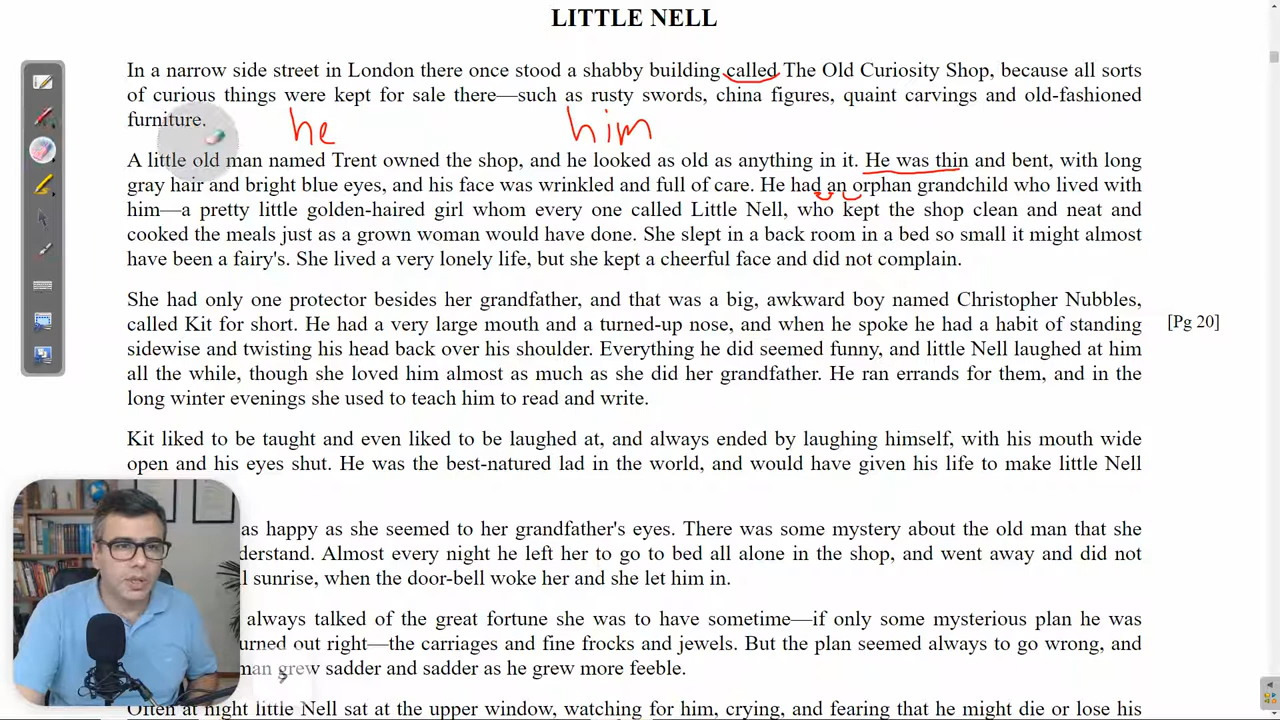 LITTLE NELL
In a narrow side street in London there once stood a shabby building called The Old Curiosity Shop, because all sorts
of curious things were kept for sale there—such as rusty swords, china figures, quaint carvings and old-fashioned
furniture.
he him
A little old man named Trent owned the shop, and he looked as old as anything in it. He was thin and bent, with long
gray hair and bright blue eyes, and his face was wrinkled and full of care. He had an orphan grandchild who lived with
him—a pretty little golden-haired girl whom every one called Little Nell, who kept the shop clean and neat and
cooked the meals just as a grown woman would have done. She slept in a back room in a bed so small it might almost
have been a fairy's. She lived a very lonely life, but she kept a cheerful face and did not complain.
She had only one protector besides her grandfather, and that was a big, awkward boy named Christopher Nubbles,
called Kit for short. He had a very large mouth and a turned-up nose, and when he spoke he had a habit of standing
[Pg 20]
sidewise and twisting his head back over his shoulder. Everything he did seemed funny, and little Nell laughed at him
all the while, though she loved him almost as much as she did her grandfather. He ran errands for them, and in the
long winter evenings she used to teach him to read and write.
Kit liked to be taught and even liked to be laughed at, and always ended by laughing himself, with his mouth wide
open and his eyes shut. He was the best-natured lad in the world, and would have given his life to make little Nell
as happy as she seemed to her grandfather's eyes. There was some mystery about the old man that she
derstand. Almost every night he left her to go to bed all alone in the shop, and went away and did not
l sunrise, when the door-bell woke her and she let him in.
always talked of the great fortune she was to have sometime—if only some mysterious plan he was
urned out right—the carriages and fine frocks and jewels. But the plan seemed always to go wrong, and
man grew sadder and sadder as he grew more feeble.
Often at night little Nell sat at the upper window, watching for him, crying, and fearing that he might die or lose his